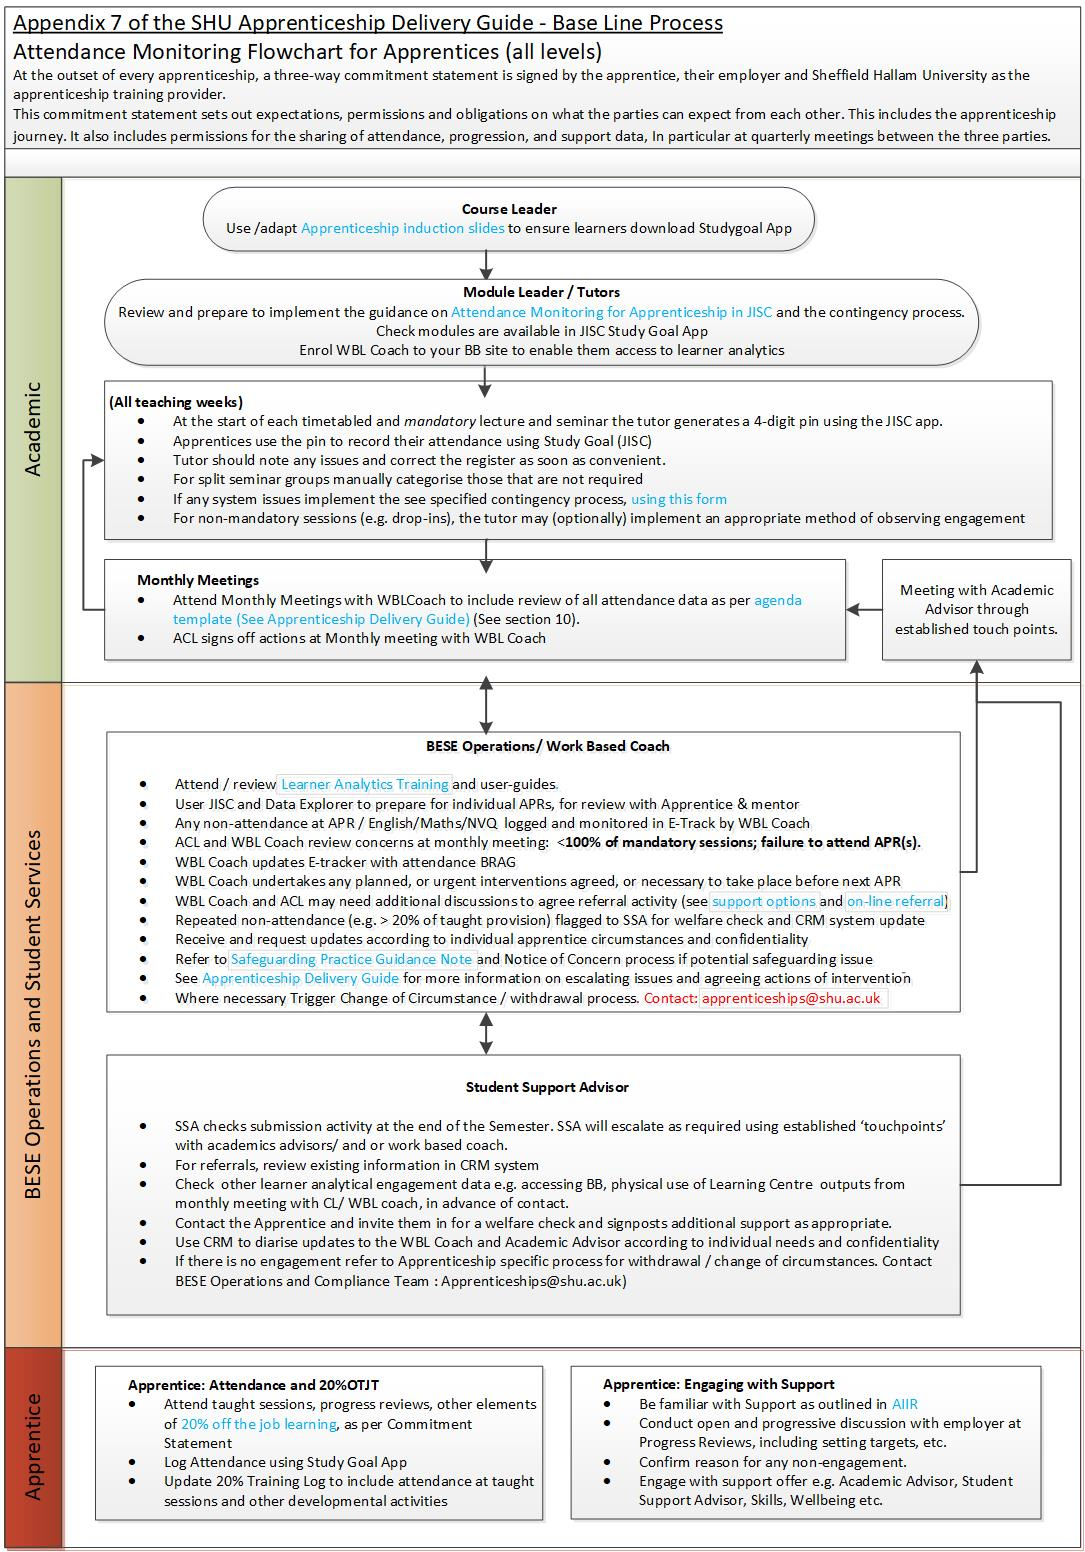 Appendix 7 of the SHU Apprenticeship Delivery Guide - Base Line Process
Attendance Monitoring Flowchart for Apprentices (all levels)
At the outset of every apprenticeship, a three-way commitment statement is signed by the apprentice, their employer and Sheffield Hallam University as the
apprenticeship training provider.
This commitment statement sets out expectations, permissions and obligations on what the parties can expect from each other. This includes the apprenticeship
journey. It also includes permissions for the sharing of attendance, progression, and support data, In particular at quarterly meetings between the three parties.
Academic
Course Leader
Use /adapt Apprenticeship induction slides to ensure learners download Studygoal App
Module Leader / Tutors
Review and prepare to implement the guidance on Attendance Monitoring for Apprenticeship in JISC and the contingency process.
Check modules are available in JISC Study Goal App
Enrol WBL Coach to your BB site to enable them access to learner analytics
(All teaching weeks)
• At the start of each timetabled and mandatory lecture and seminar the tutor generates a 4-digit pin using the JISC app.
• Apprentices use the pin to record their attendance using Study Goal (JISC)
• Tutor should note any issues and correct the register as soon as convenient.
• For split seminar groups manually categorise those that are not required
• If any system issues implement the see specified contingency process, using this form
• For non-mandatory sessions (e.g. drop-ins), the tutor may (optionally) implement an appropriate method of observing engagement
Monthly Meetings
• Attend Monthly Meetings with WBLCoach to include review of all attendance data as per agenda
template (See Apprenticeship Delivery Guide) (See section 10).
• ACL signs off actions at Monthly meeting with WBL Coach
Meeting with Academic
Advisor through
established touch points.
BESE Operations and Student Services
BESE Operations/ Work Based Coach
• Attend / review Learner Analytics Training and user-guides.
• User JISC and Data Explorer to prepare for individual APRs, for review with Apprentice & mentor
• Any non-attendance at APR / English/Maths/NVQ logged and monitored in E-Track by WBL Coach
• ACL and WBL Coach review concerns at monthly meeting: <100% of mandatory sessions; failure to attend APR(s).
• WBL Coach updates E-tracker with attendance BRAG
• WBL Coach undertakes any planned, or urgent interventions agreed, or necessary to take place before next APR
• WBL Coach and ACL may need additional discussions to agree referral activity (see support options and on-line referral)
• Repeated non-attendance (e.g. > 20% of taught provision) flagged to SSA for welfare check and CRM system update
• Receive and request updates according to individual apprentice circumstances and confidentiality
• Refer to Safeguarding Practice Guidance Note and Notice of Concern process if potential safeguarding issue
• See Apprenticeship Delivery Guide for more information on escalating issues and agreeing actions of intervention
• Where necessary Trigger Change of Circumstance / withdrawal process. Contact: apprenticeships@shu.ac.uk
Student Support Advisor
• SSA checks submission activity at the end of the Semester. SSA will escalate as required using established ‘touchpoints’
with academics advisors/ and or work based coach.
• For referrals, review existing information in CRM system
• Check other learner analytical engagement data e.g. accessing BB, physical use of Learning Centre outputs from
monthly meeting with CL/ WBL coach, in advance of contact.
• Contact the Apprentice and invite them in for a welfare check and signposts additional support as appropriate.
• Use CRM to diarise updates to the WBL Coach and Academic Advisor according to individual needs and confidentiality
• If there is no engagement refer to Apprenticeship specific process for withdrawal / change of circumstances. Contact
BESE Operations and Compliance Team : Apprenticeships@shu.ac.uk)
Apprentice
Apprentice: Attendance and 20%OTJT
• Attend taught sessions, progress reviews, other elements
of 20% off the job learning, as per Commitment
Statement
• Log Attendance using Study Goal App
• Update 20% Training Log to include attendance at taught
sessions and other developmental activities
Apprentice: Engaging with Support
• Be familiar with Support as outlined in AIIR
• Conduct open and progressive discussion with employer at
Progress Reviews, including setting targets, etc.
• Confirm reason for any non-engagement.
• Engage with support offer e.g. Academic Advisor, Student
Support Advisor, Skills, Wellbeing etc.